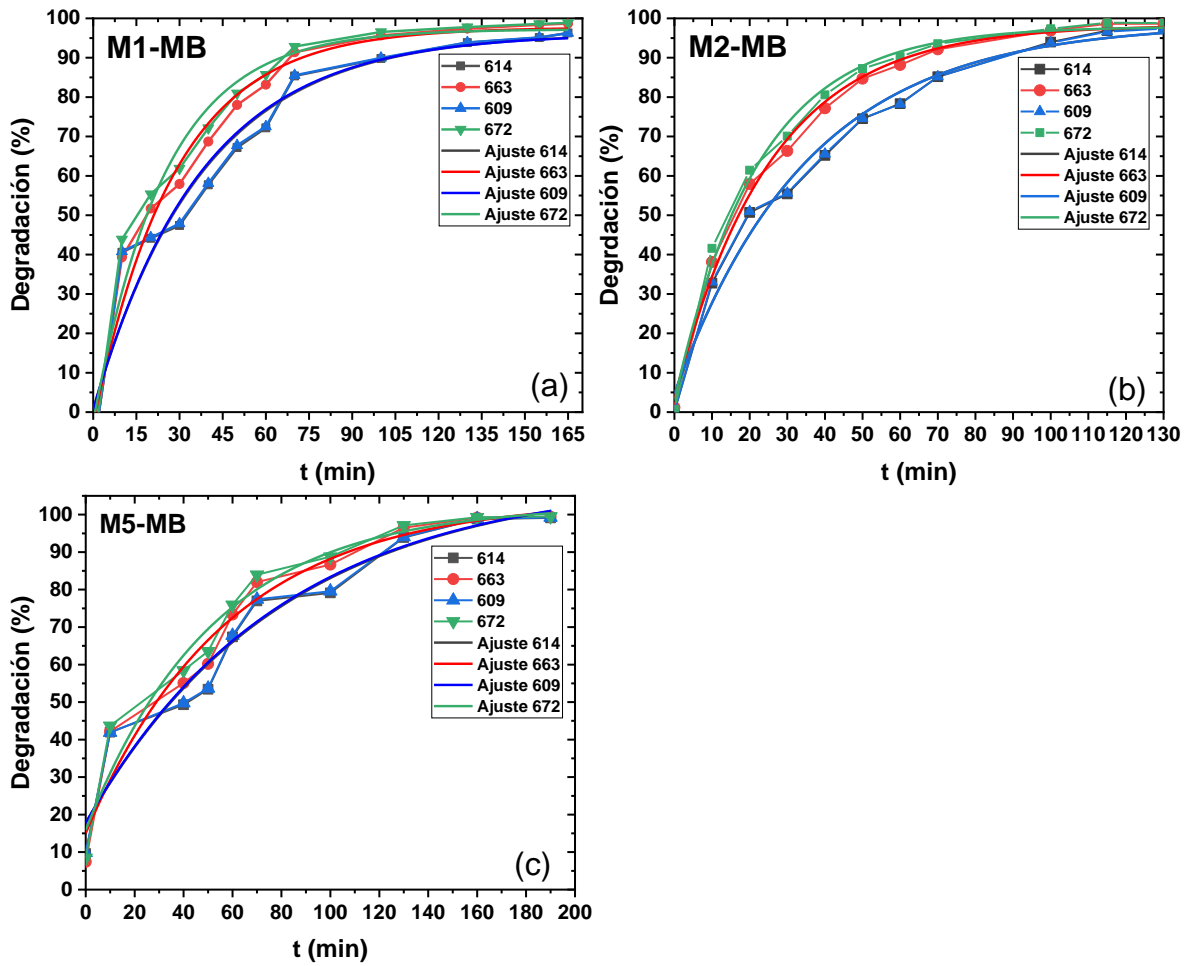 M1-MB
Degradación (%)
100
90
80
70
60
50
40
30
20
10
0
614
663
609
672
Ajuste 614
Ajuste 663
Ajuste 609
Ajuste 672
(a)
0 15 30 45 60 75 90 105 120 135 150 165
t (min)
M2-MB
Degrdación (%)
100
90
80
70
60
50
40
30
20
10
0
614
663
609
672
Ajuste 614
Ajuste 663
Ajuste 609
Ajuste 672
(b)
0 10 20 30 40 50 60 70 80 90 100 110 120 130
t (min)
M5-MB
Degradación (%)
100
90
80
70
60
50
40
30
20
10
0
614
663
609
672
Ajuste 614
Ajuste 663
Ajuste 609
Ajuste 672
(c)
0 20 40 60 80 100 120 140 160 180 200
t (min)